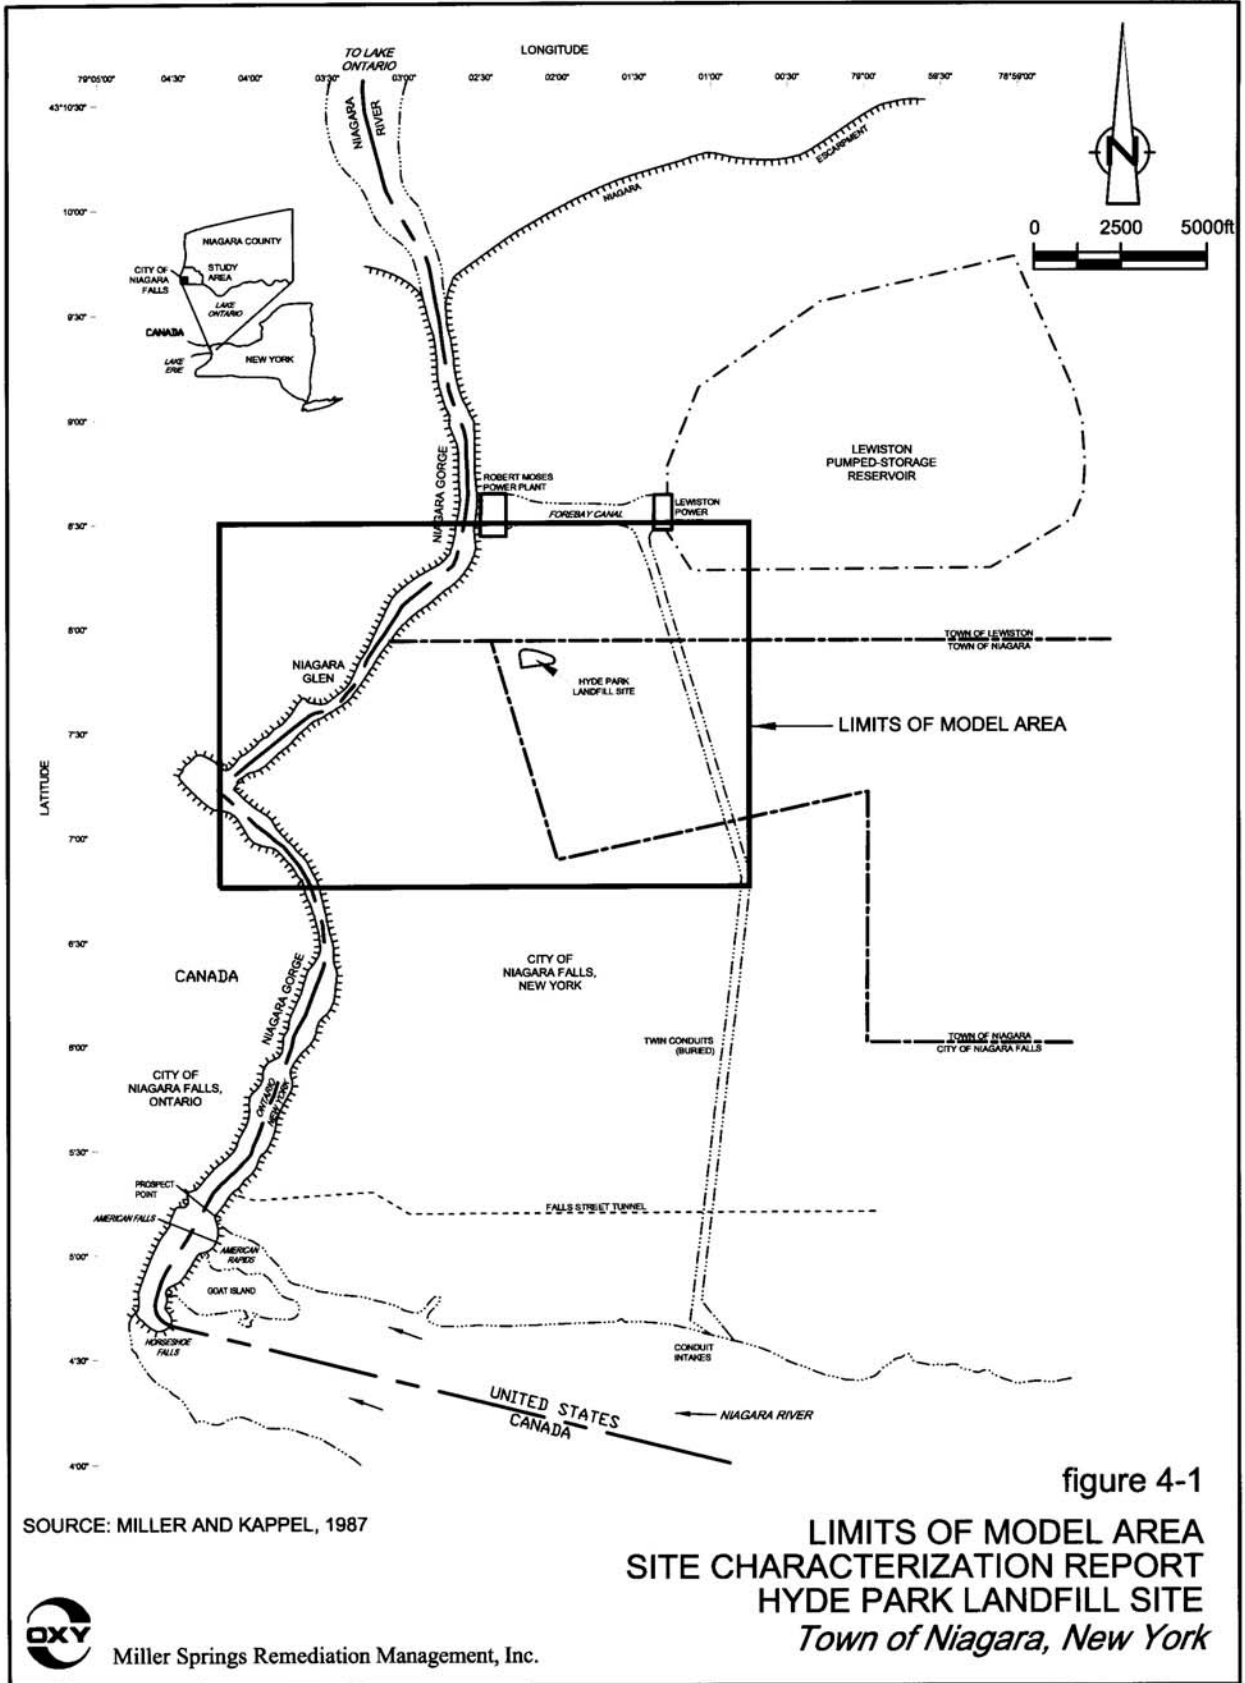 LONGITUDE
TO LAKE
ONTARIO
79°05'00"
04'30"
04'00"
03'30"
03'00"
02'30"
02'00"
01'30"
01'00"
00'30"
79°00'
59'30"
78°59'00"
43°10'30"
10'00"
9'30"
9'00"
8'30"
8'00"
7'30"
7'00"
6'30"
6'00"
5'30"
5'00"
4'30"
4'00"
LATITUDE
NIAGARA
RIVER
NIAGARA
ESCARPMENT
N
0 2500 5000ft
NIAGARA COUNTY
STUDY
AREA
CITY OF
NIAGARA
FALLS
LAKE
ONTARIO
CANADA
LAKE
ERIE
NEW YORK
LEWISTON
PUMPED-STORAGE
RESERVOIR
NIAGARA GORGE
ROBERT MOSES
POWER PLANT
FOREBAY CANAL
LEWISTON
POWER
TOWN OF LEWISTON
TOWN OF NIAGARA
NIAGARA
GLEN
HYDE PARK
LANDFILL SITE
LIMITS OF MODEL AREA
CANADA
NIAGARA GORGE
CITY OF
NIAGARA FALLS,
NEW YORK
TWIN CONDUITS
(BURIED)
TOWN OF NIAGARA
CITY OF NIAGARA FALLS
CITY OF
NIAGARA FALLS,
ONTARIO
ONTARIO
NEW YORK
PROSPECT
POINT
AMERICAN FALLS
FALLS STREET TUNNEL
AMERICAN
RAPIDS
GOAT ISLAND
HORSESHOE
FALLS
CONDUIT
INTAKES
UNITED STATES
CANADA
NIAGARA RIVER
figure 4-1
SOURCE: MILLER AND KAPPEL, 1987
LIMITS OF MODEL AREA
SITE CHARACTERIZATION REPORT
HYDE PARK LANDFILL SITE
Town of Niagara, New York
OXY
Miller Springs Remediation Management, Inc.